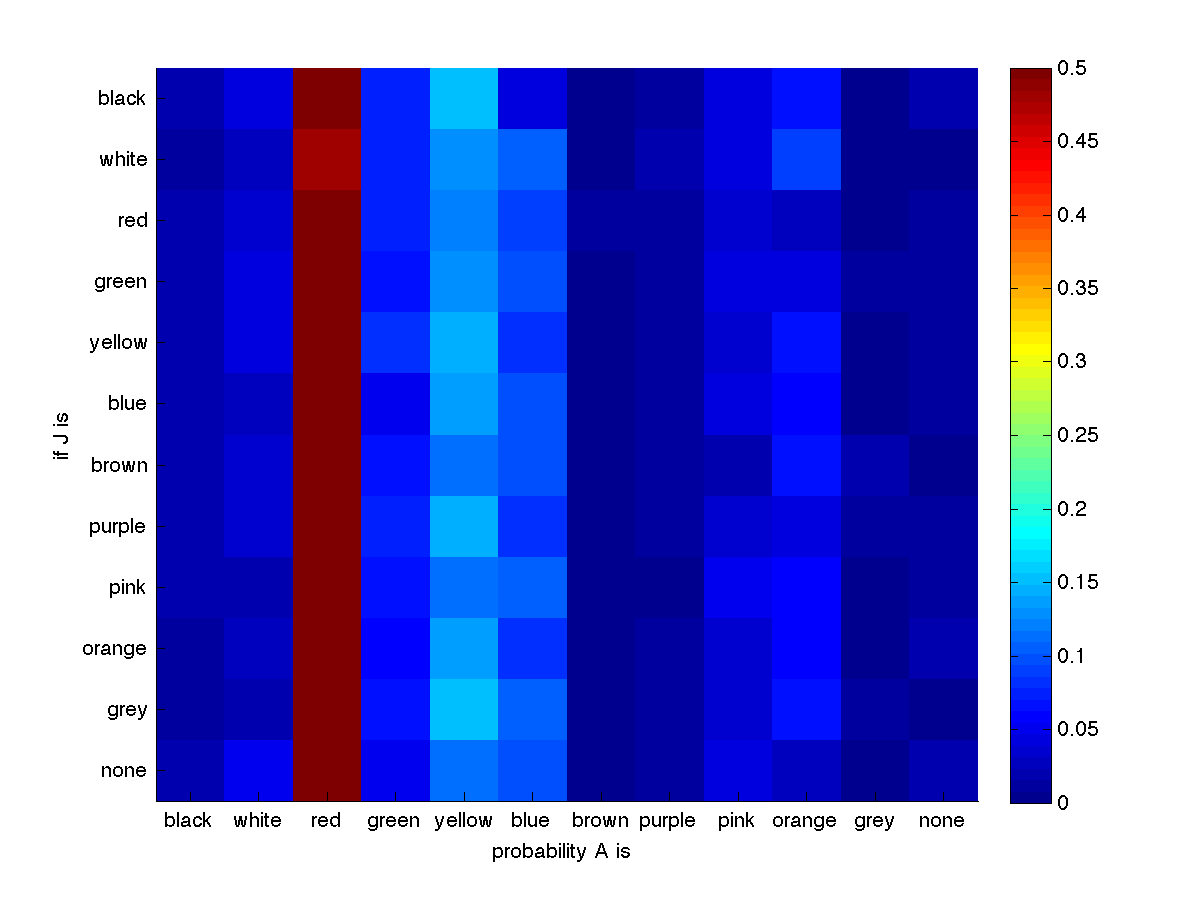 black
white
red
green
yellow
blue
brown
purple
pink
orange
grey
none
if J is
black white red green yellow blue brown purple pink orange grey none
probability A is
0.5
0.45
0.4
0.35
0.3
0.25
0.2
0.15
0.1
0.05
0